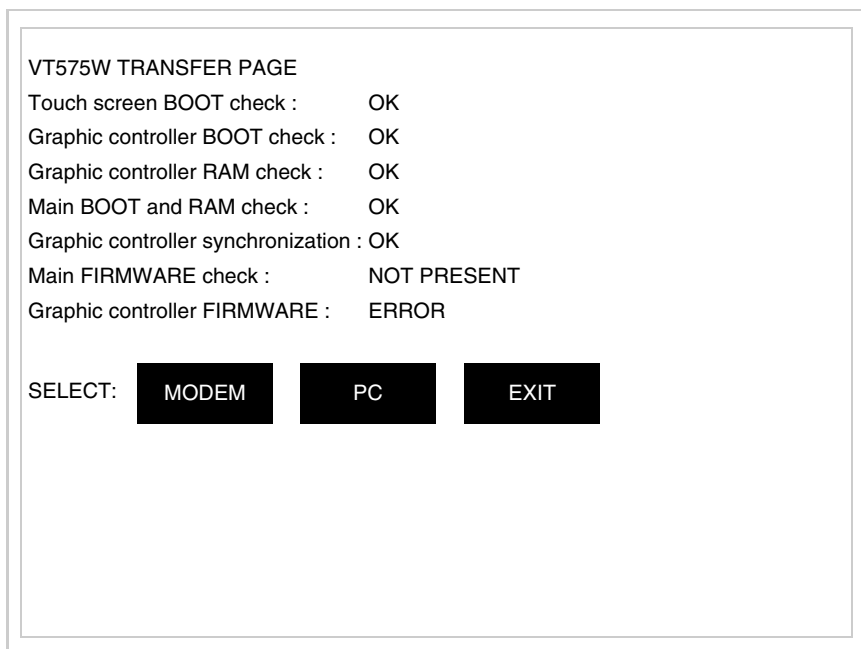 VT575W TRANSFER PAGE
Touch screen BOOT check : OK
Graphic controller BOOT check : OK
Graphic controller RAM check : OK
Main BOOT and RAM check : OK
Graphic controller synchronization : OK
Main FIRMWARE check : NOT PRESENT
Graphic controller FIRMWARE : ERROR
SELECT: MODEM PC EXIT